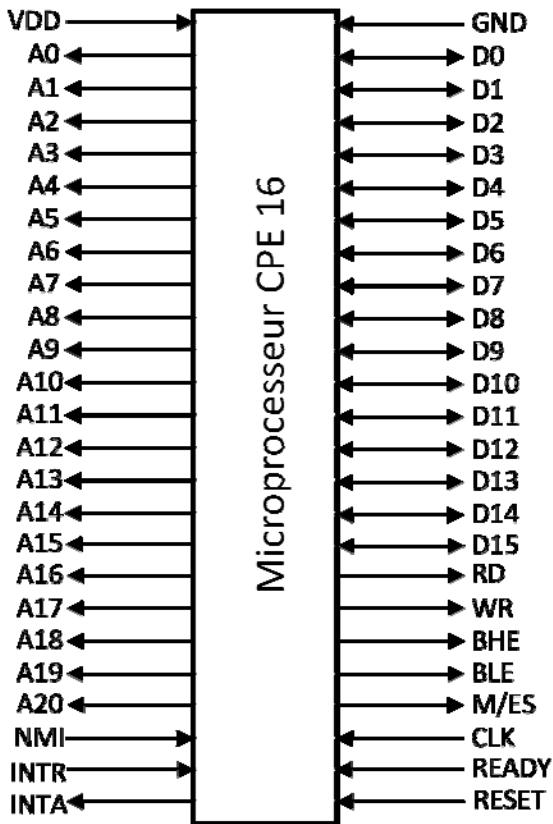 VDD
A0
A1
A2
A3
A4
A5
A6
A7
A8
A9
A10
A11
A12
A13
A14
A15
A16
A17
A18
A19
A20
NMI
INTR
INTA
Microprocesseur CPE 16
GND
D0
D1
D2
D3
D4
D5
D6
D7
D8
D9
D10
D11
D12
D13
D14
D15
RD
WR
BHE
BLE
M/ES
CLK
READY
RESET